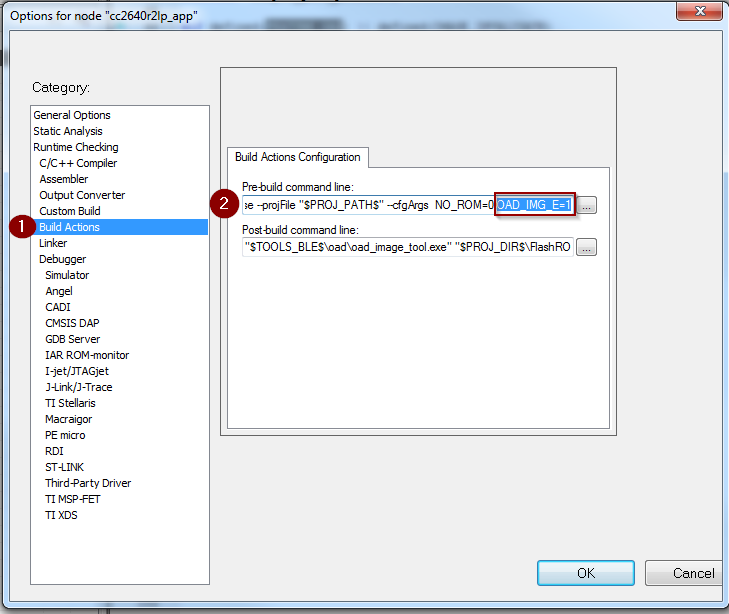 Options for node "cc2640r2lp_app"
Category:
General Options
Static Analysis
Runtime Checking
C/C++ Compiler
Assembler
Output Converter
Custom Build
1
Build Actions
Linker
Debugger
Simulator
Angel
CADI
CMSIS DAP
GDB Server
IAR ROM-monitor
I-jet/JTAGjet
J-Link/J-Trace
TI Stellaris
Macraigor
PE micro
RDI
ST-LINK
Third-Party Driver
TI MSP-FET
TI XDS
Build Actions Configuration
Pre-build command line:
2
se --projFile "$PROJ_PATH$" --cfgArgs NO_ROM=0 OAD_IMG_E=1 ...
Post-build command line:
"$TOOLS_BLE$\oad\oad_image_tool.exe" "$PROJ_DIR$\FlashRO ...
OK
Cancel